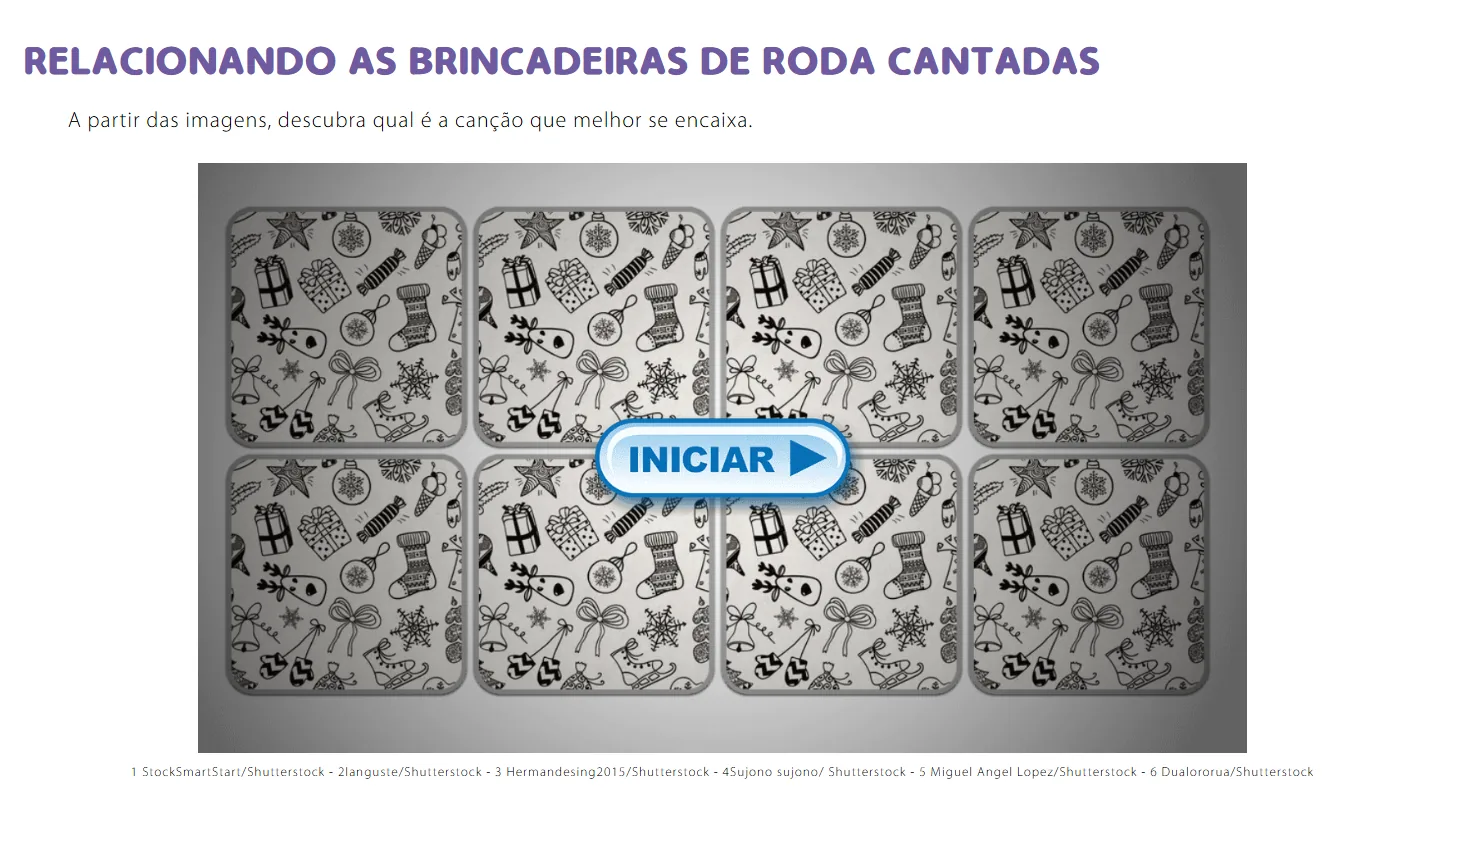 RELACIONANDO AS BRINCADEIRAS DE RODA CANTADAS
A partir das imagens, descubra qual é a canção que melhor se encaixa.
INICIAR
1 StockSmartStart/Shutterstock - 2languste/Shutterstock - 3 Hermandesing2015/Shutterstock - 4Sujono sujono/ Shutterstock - 5 Miguel Angel Lopez/Shutterstock - 6 Dualororua/Shutterstock